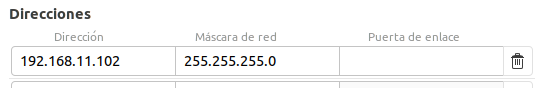 Direcciones
Dirección Máscara de red Puerta de enlace
192.168.11.102 255.255.255.0